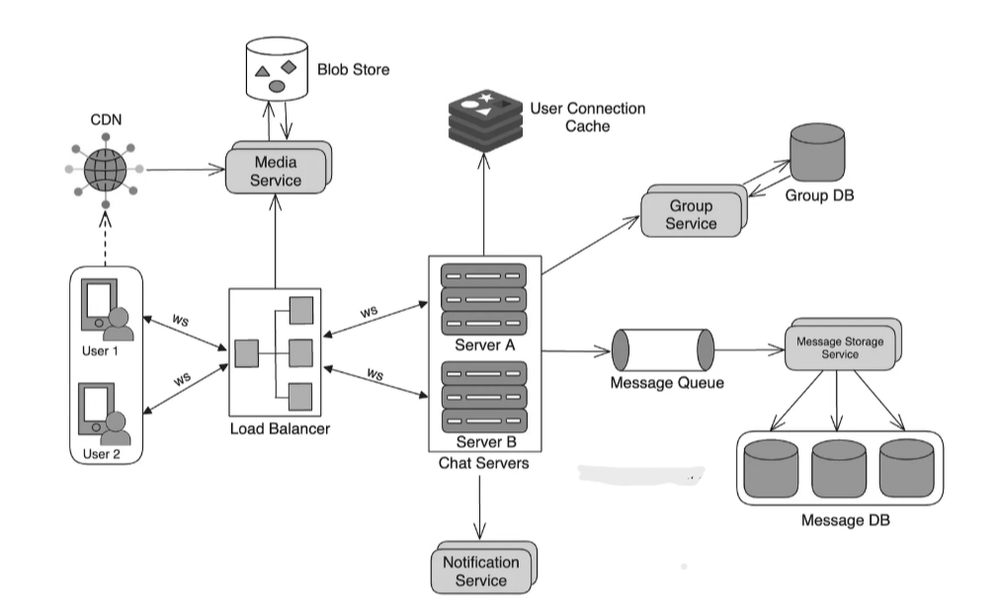 Blob Store
User Connection
Cache
CDN
Media
Service
Group DB
Group
Service
ws
ws
User 1
Server A
Message Storage
Service
Message Queue
ws
ws
Load Balancer
User 2
Server B
Chat Servers
Message DB
Notification
Service